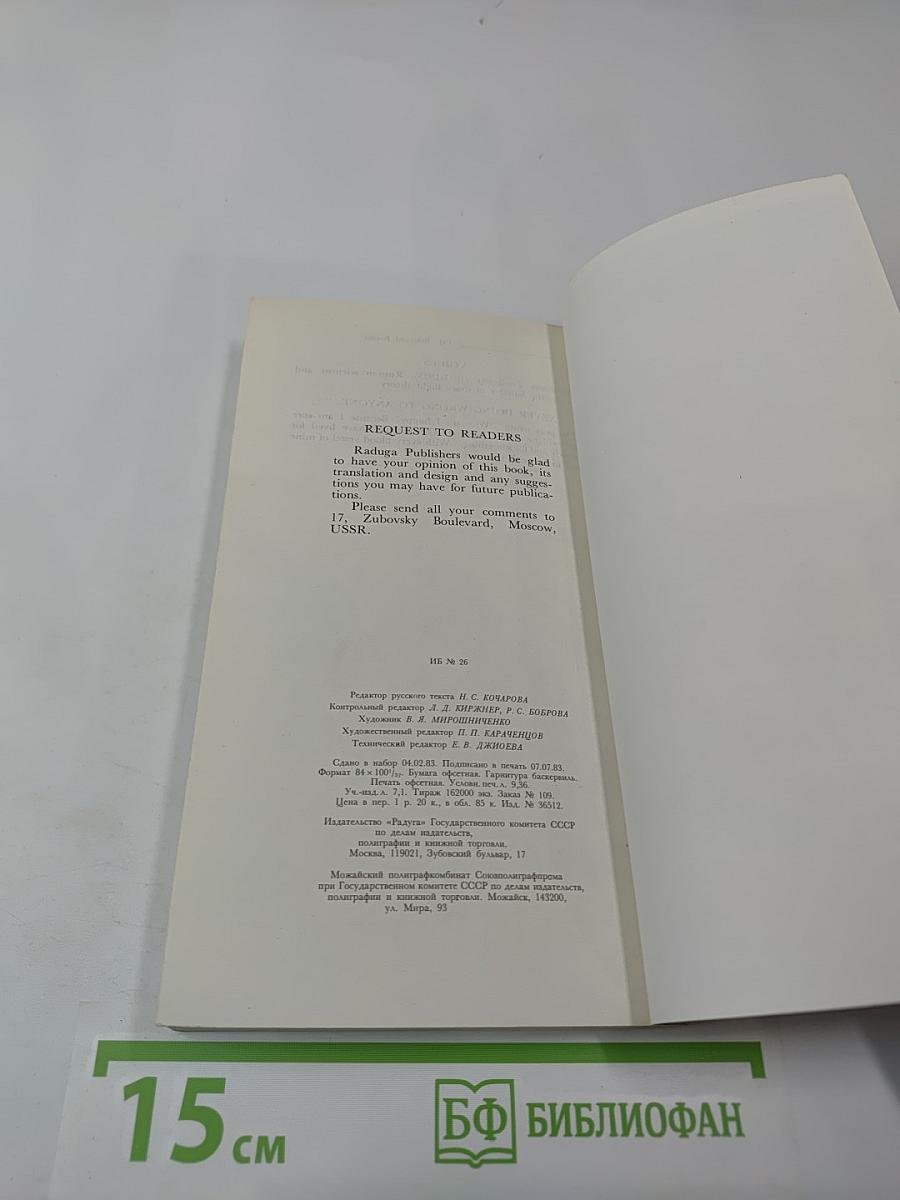 REQUEST TO READERS
Raduga Publishers would be glad
to have your opinion of this book, its
translation and design and any sugges-
tions you may have for future publica-
tions.
Please send all your comments to
17, Zubovsky Boulevard, Moscow,
USSR.
ИБ № 26
Редактор русского текста Н. С. КОЧАРОВА
Контрольный редактор Л. Д. КИРЖНЕР, Р. С. БОБРОВА
Художник В. Я. МИРОШНИЧЕНКО
Художественный редактор П. П. КАРАЧЕНЦОВ
Технический редактор Е. В. ДЖИОЕВА
Сдано в набор 04.02.83. Подписано в печать 07.07.83.
Формат 84×100¹/₃₂. Бумага офсетная. Гарнитура баскервиль.
Печать офсетная. Условн. печ. л. 9,36.
Уч.-изд. л. 7,1. Тираж 162000 экз. Заказ № 109.
Цена в пер. 1 р. 20 к., в обл. 85 к. Изд. № 36512.
Издательство «Радуга» Государственного комитета СССР
по делам издательств,
полиграфии и книжной торговли.
Москва, 119021, Зубовский бульвар, 17
Можайский полиграфкомбинат Союзполиграфпрома
при Государственном комитете СССР по делам издательств,
полиграфии и книжной торговли. Можайск, 143200,
ул. Мира, 93
15 см
БФ БИБЛИОФАН